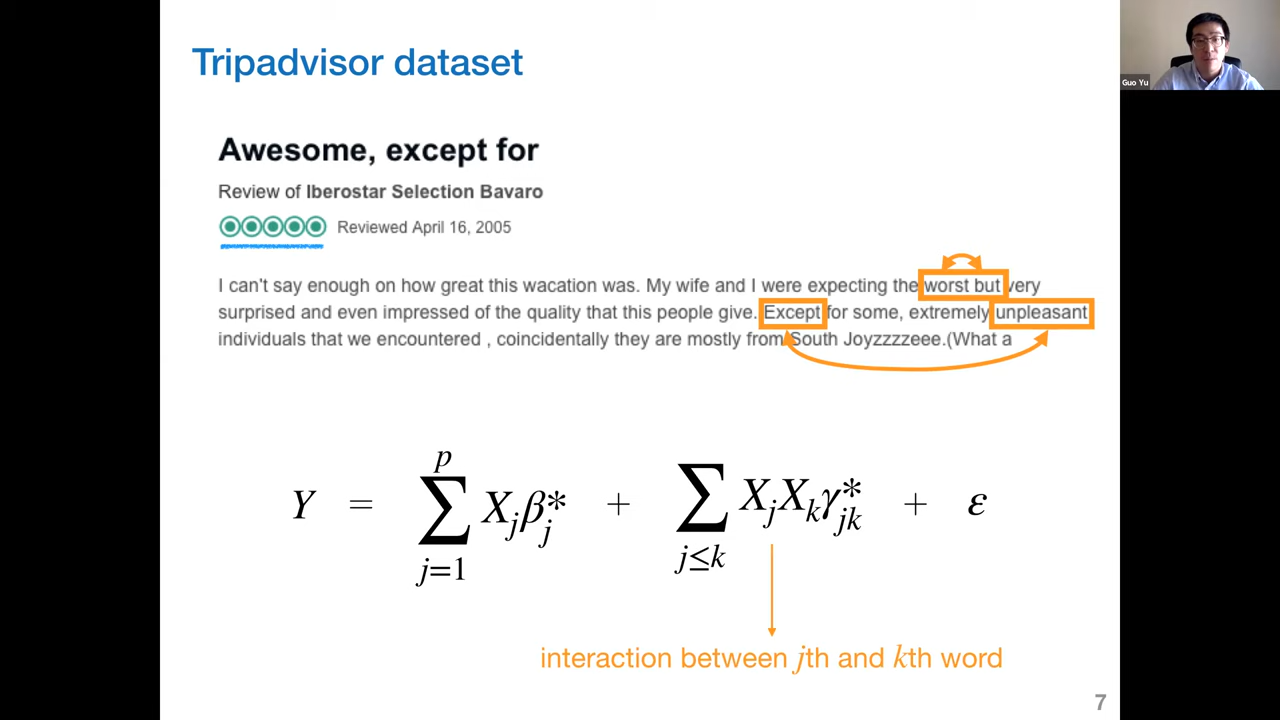 Tripadvisor dataset
Guo Yu
Awesome, except for
Review of Iberostar Selection Bavaro
Reviewed April 16, 2005
I can't say enough on how great this wacation was. My wife and I were expecting the worst but very
surprised and even impressed of the quality that this people give. Except for some, extremely unpleasant
individuals that we encountered , coincidentally they are mostly from South Joyzzzzeee.(What a
Y = ∑_{j=1}^{p} X_j β_j^* + ∑_{j≤k} X_j X_k γ_{jk}^* + ε
interaction between jth and kth word
7